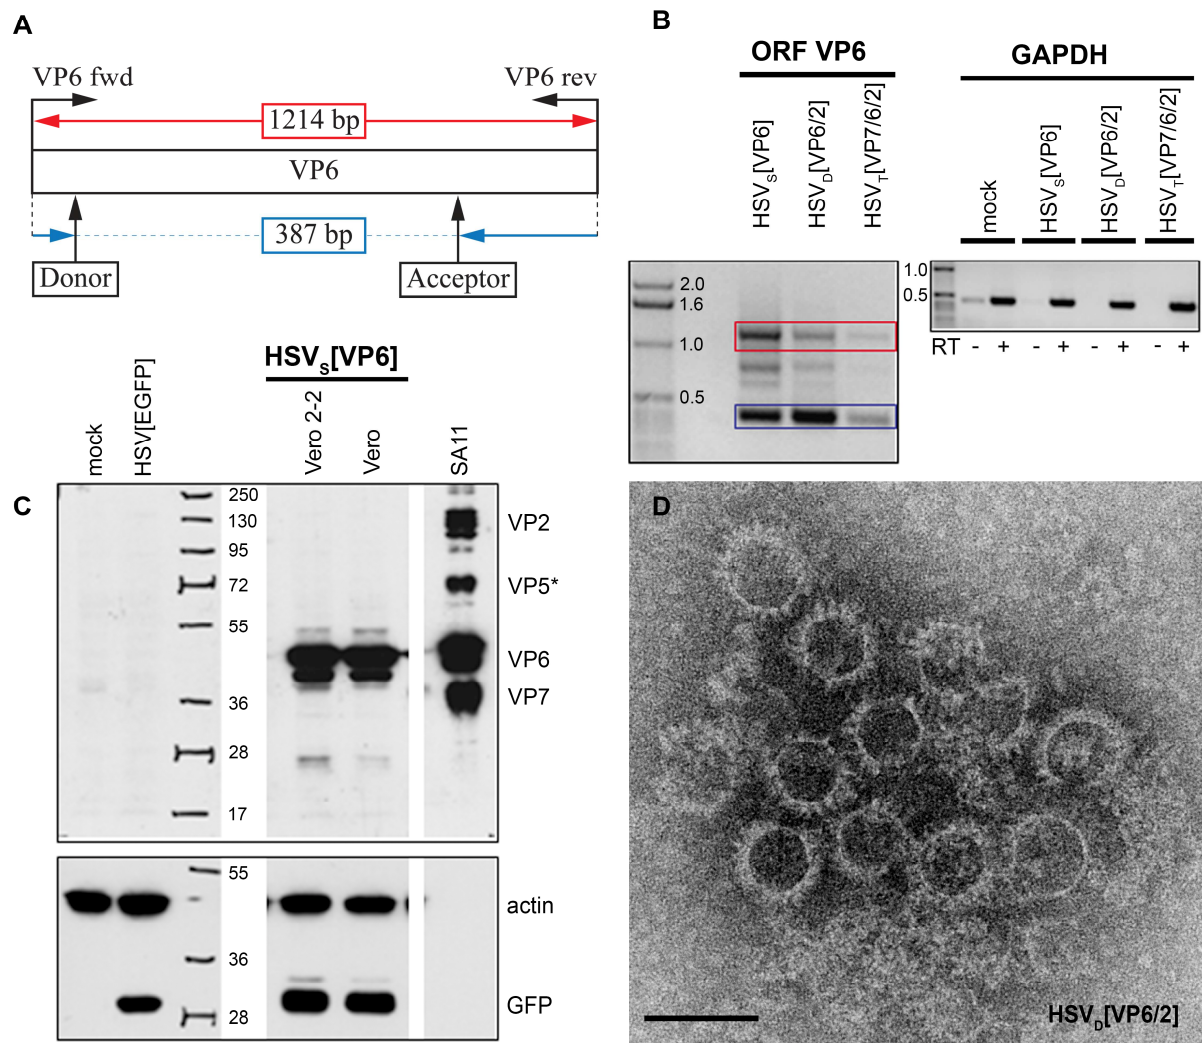 A
VP6 fwd
VP6 rev
1214 bp
VP6
387 bp
Donor
Acceptor
B
ORF VP6
GAPDH
HSVS[VP6]
HSVD[VP6/2]
HSVT[VP7/6/2]
mock
HSVS[VP6]
HSVD[VP6/2]
HSVT[VP7/6/2]
2.0
1.6
1.0
0.5
1.0
0.5
RT - + - + - + - +
C
HSVS[VP6]
mock
HSV[EGFP]
Vero 2-2
Vero
SA11
250
130
95
72
55
36
28
17
VP2
VP5*
VP6
VP7
55
36
28
actin
GFP
D
HSVD[VP6/2]